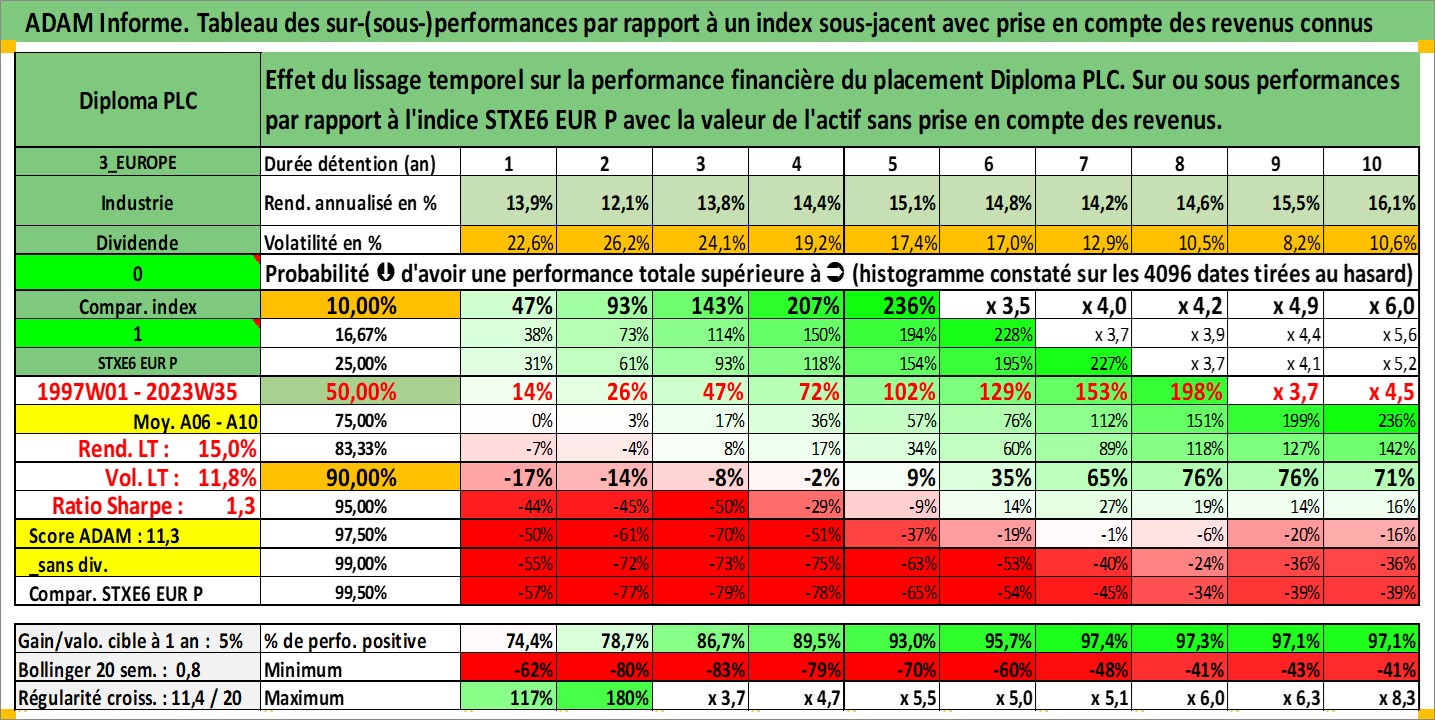 ADAM Informe. Tableau des sur-(sous-)performances par rapport à un index sous-jacent avec prise en compte des revenus connus
Diploma PLC
Effet du lissage temporel sur la performance financière du placement Diploma PLC. Sur ou sous performances
par rapport à l'indice STXE6 EUR P avec la valeur de l'actif sans prise en compte des revenus.
3_EUROPE Durée détention (an) 1 2 3 4 5 6 7 8 9 10
Industrie Rend. annualisé en % 13,9% 12,1% 13,8% 14,4% 15,1% 14,8% 14,2% 14,6% 15,5% 16,1%
Dividende Volatilité en % 22,6% 26,2% 24,1% 19,2% 17,4% 17,0% 12,9% 10,5% 8,2% 10,6%
0 Probabilité ⬇ d'avoir une performance totale supérieure à ➲ (histogramme constaté sur les 4096 dates tirées au hasard)
Compar. index 10,00% 47% 93% 143% 207% 236% x 3,5 x 4,0 x 4,2 x 4,9 x 6,0
1 16,67% 38% 73% 114% 150% 194% 228% x 3,7 x 3,9 x 4,4 x 5,6
STXE6 EUR P 25,00% 31% 61% 93% 118% 154% 195% 227% x 3,7 x 4,1 x 5,2
1997W01 - 2023W35 50,00% 14% 26% 47% 72% 102% 129% 153% 198% x 3,7 x 4,5
Moy. A06 - A10 75,00% 0% 3% 17% 36% 57% 76% 112% 151% 199% 236%
Rend. LT : 15,0% 83,33% -7% -4% 8% 17% 34% 60% 89% 118% 127% 142%
Vol. LT : 11,8% 90,00% -17% -14% -8% -2% 9% 35% 65% 76% 76% 71%
Ratio Sharpe : 1,3 95,00% -44% -45% -50% -29% -9% 14% 27% 19% 14% 16%
Score ADAM : 11,3 97,50% -50% -61% -70% -51% -37% -19% -1% -6% -20% -16%
_sans div. 99,00% -55% -72% -73% -75% -63% -53% -40% -24% -36% -36%
Compar. STXE6 EUR P 99,50% -57% -77% -79% -78% -65% -54% -45% -34% -39% -39%
Gain/valo. cible à 1 an : 5% % de perfo. positive 74,4% 78,7% 86,7% 89,5% 93,0% 95,7% 97,4% 97,3% 97,1% 97,1%
Bollinger 20 sem. : 0,8 Minimum -62% -80% -83% -79% -70% -60% -48% -41% -43% -41%
Régularité croiss. : 11,4 / 20 Maximum 117% 180% x 3,7 x 4,7 x 5,5 x 5,0 x 5,1 x 6,0 x 6,3 x 8,3